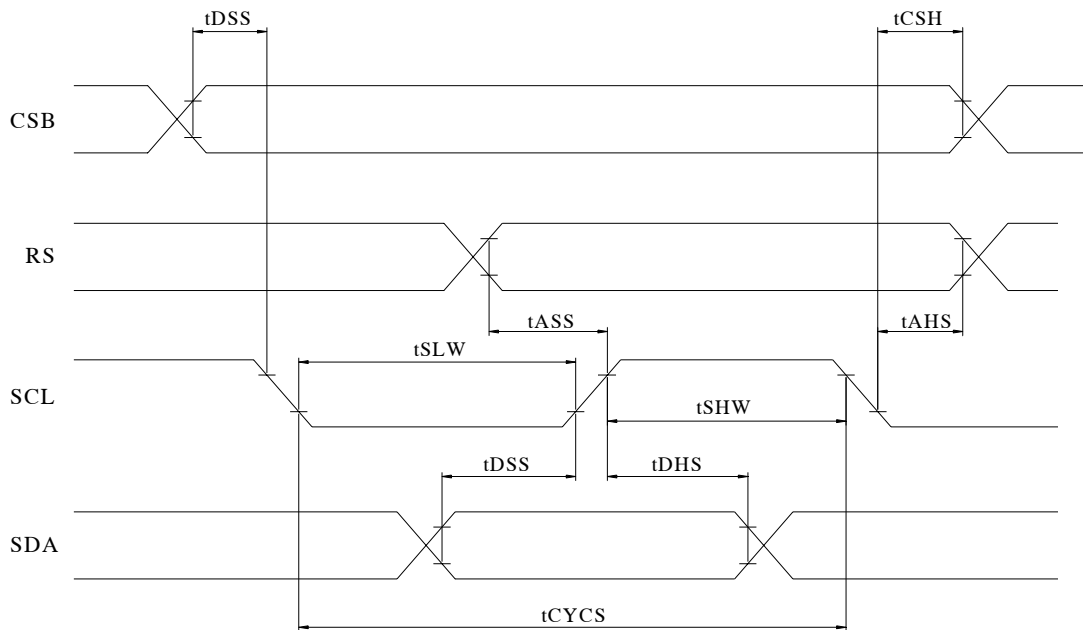 tDSS
tCSH
CSB
RS
tASS
tAHS
tSLW
SCL
tSHW
tDSS
tDHS
SDA
tCYCS